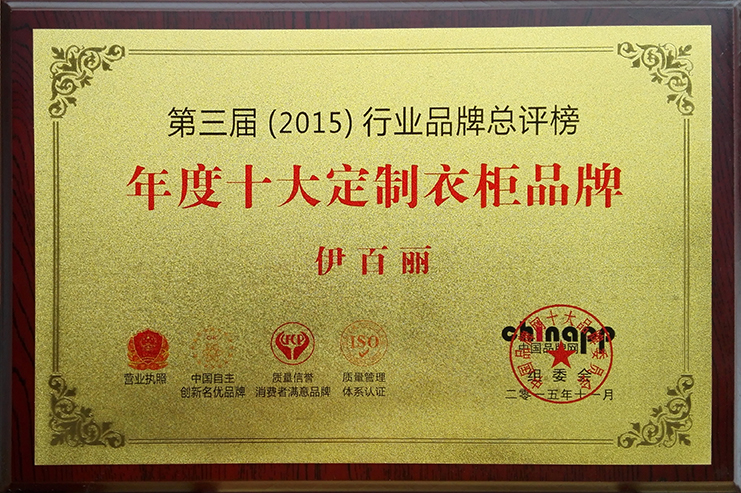 第三届(2015)行业品牌总评榜
年度十大定制衣柜品牌
伊百丽
营业执照
中国自主
创新名优品牌
质量信誉
消费者满意品牌
ISO
质量管理
体系认证
chinapp
中国品牌网
组委会
二零一五年十一月